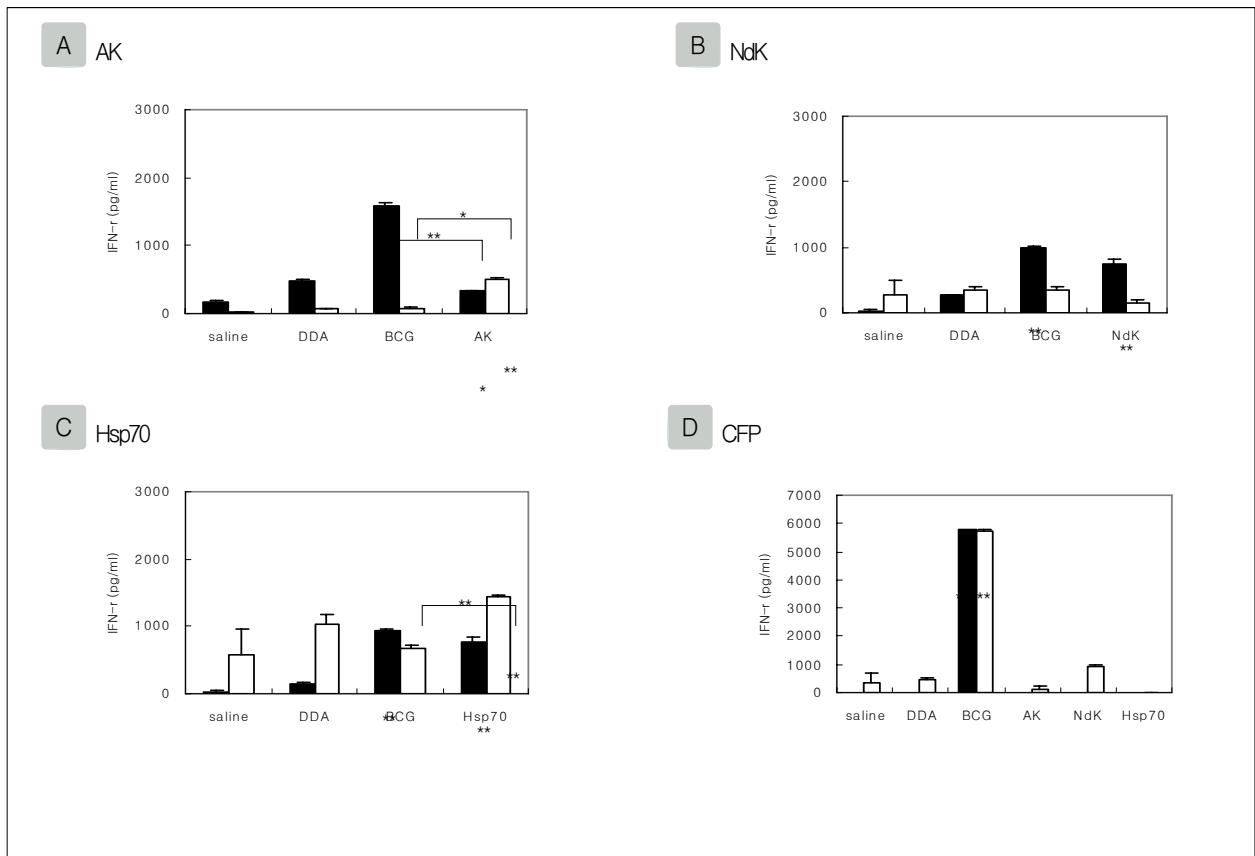 A AK
B NdK
IFN-r (pg/ml)
3000
2000
1000
0
*
**
saline DDA BCG AK
**
*
IFN-r (pg/ml)
3000
2000
1000
0
saline DDA BCG NdK
**
**
C Hsp70
D CFP
IFN-r (pg/ml)
3000
2000
1000
0
**
**
saline DDA BCG Hsp70
**
**
IFN-r (pg/ml)
7000
6000
5000
4000
3000
2000
1000
0
**
saline DDA BCG AK NdK Hsp70